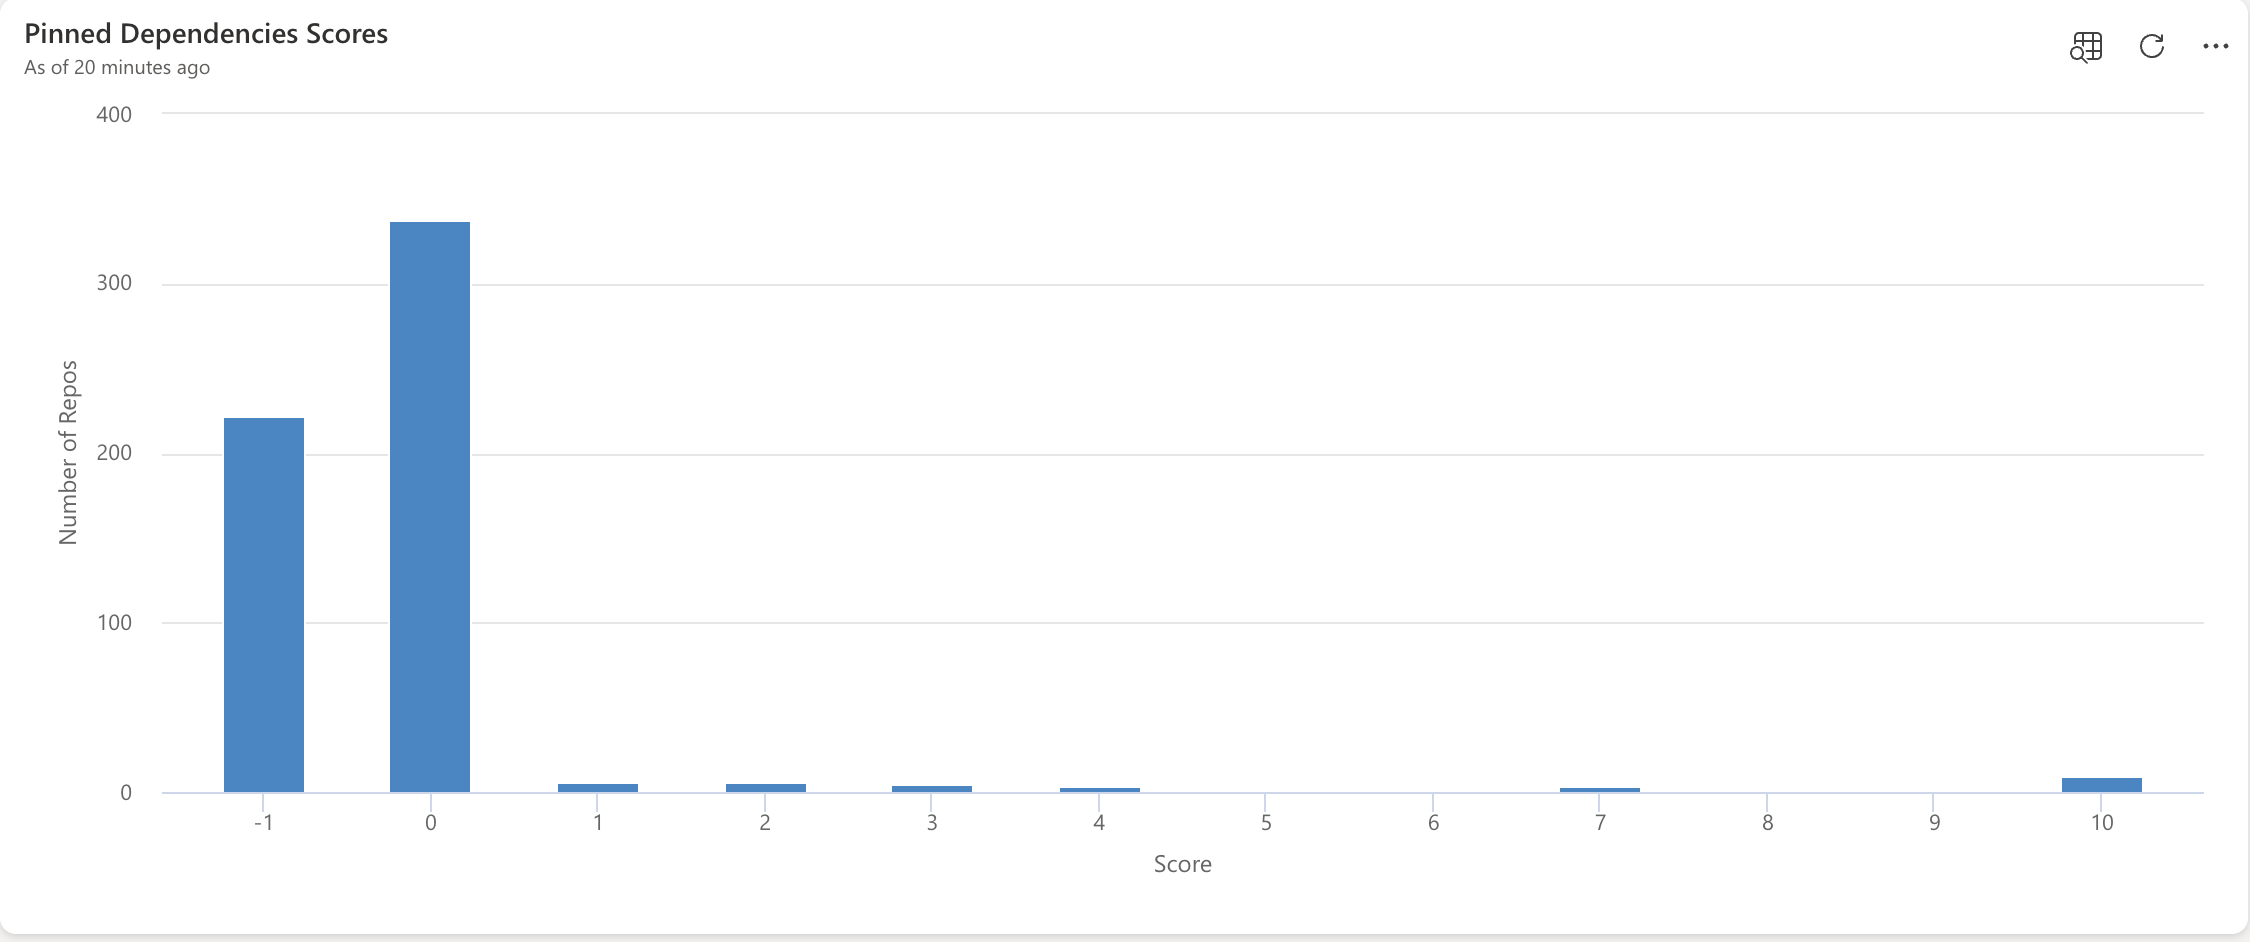 Pinned Dependencies Scores
As of 20 minutes ago
400
300
200
100
0
Number of Repos
-1 0 1 2 3 4 5 6 7 8 9 10
Score